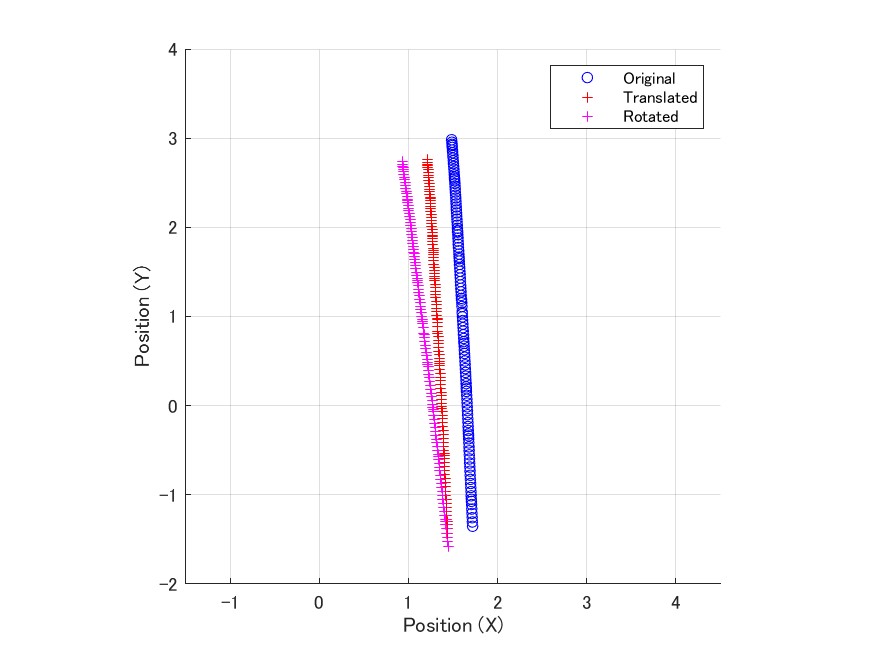 4
3
2
1
0
−1
−2
−1
0
1
2
3
4
Position (X)
Position (Y)
Original
Translated
Rotated